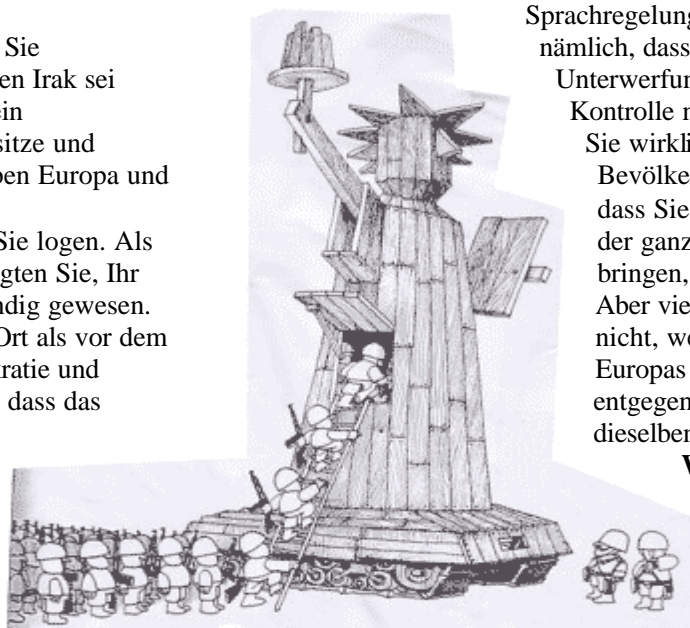 Sie
en Irak sei
ein
sitze und
ben Europa und
Sie logen. Als
gten Sie, Ihr
ndig gewesen.
Ort als vor dem
kratie und
dass das
Sprachregelung
nämlich, dass
Unterwerfun
Kontrolle
Sie wirkli
Bevölke
dass Sie
der ganz
bringen,
Aber vie
nicht, we
Europas
entgegen
dieselben